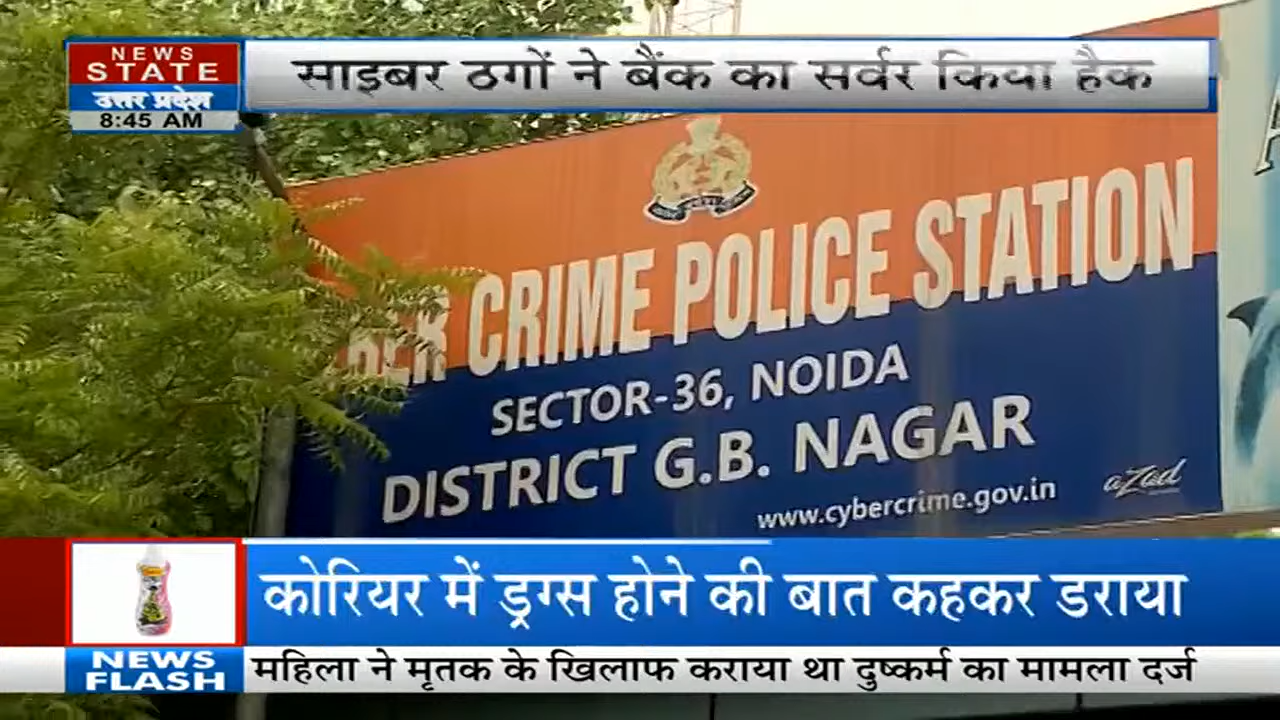 NEWS
STATE
उत्तर प्रदेश
8:45 AM
साइबर ठगों ने बैंक का सर्वर किया हैक
BER CRIME POLICE STATION
SECTOR-36, NOIDA
DISTRICT G.B. NAGAR
www.cybercrime.gov.in
azad
कोरियर में ड्रग्स होने की बात कहकर डराया
NEWS
FLASH
महिला ने मृतक के खिलाफ कराया था दुष्कर्म का मामला दर्ज